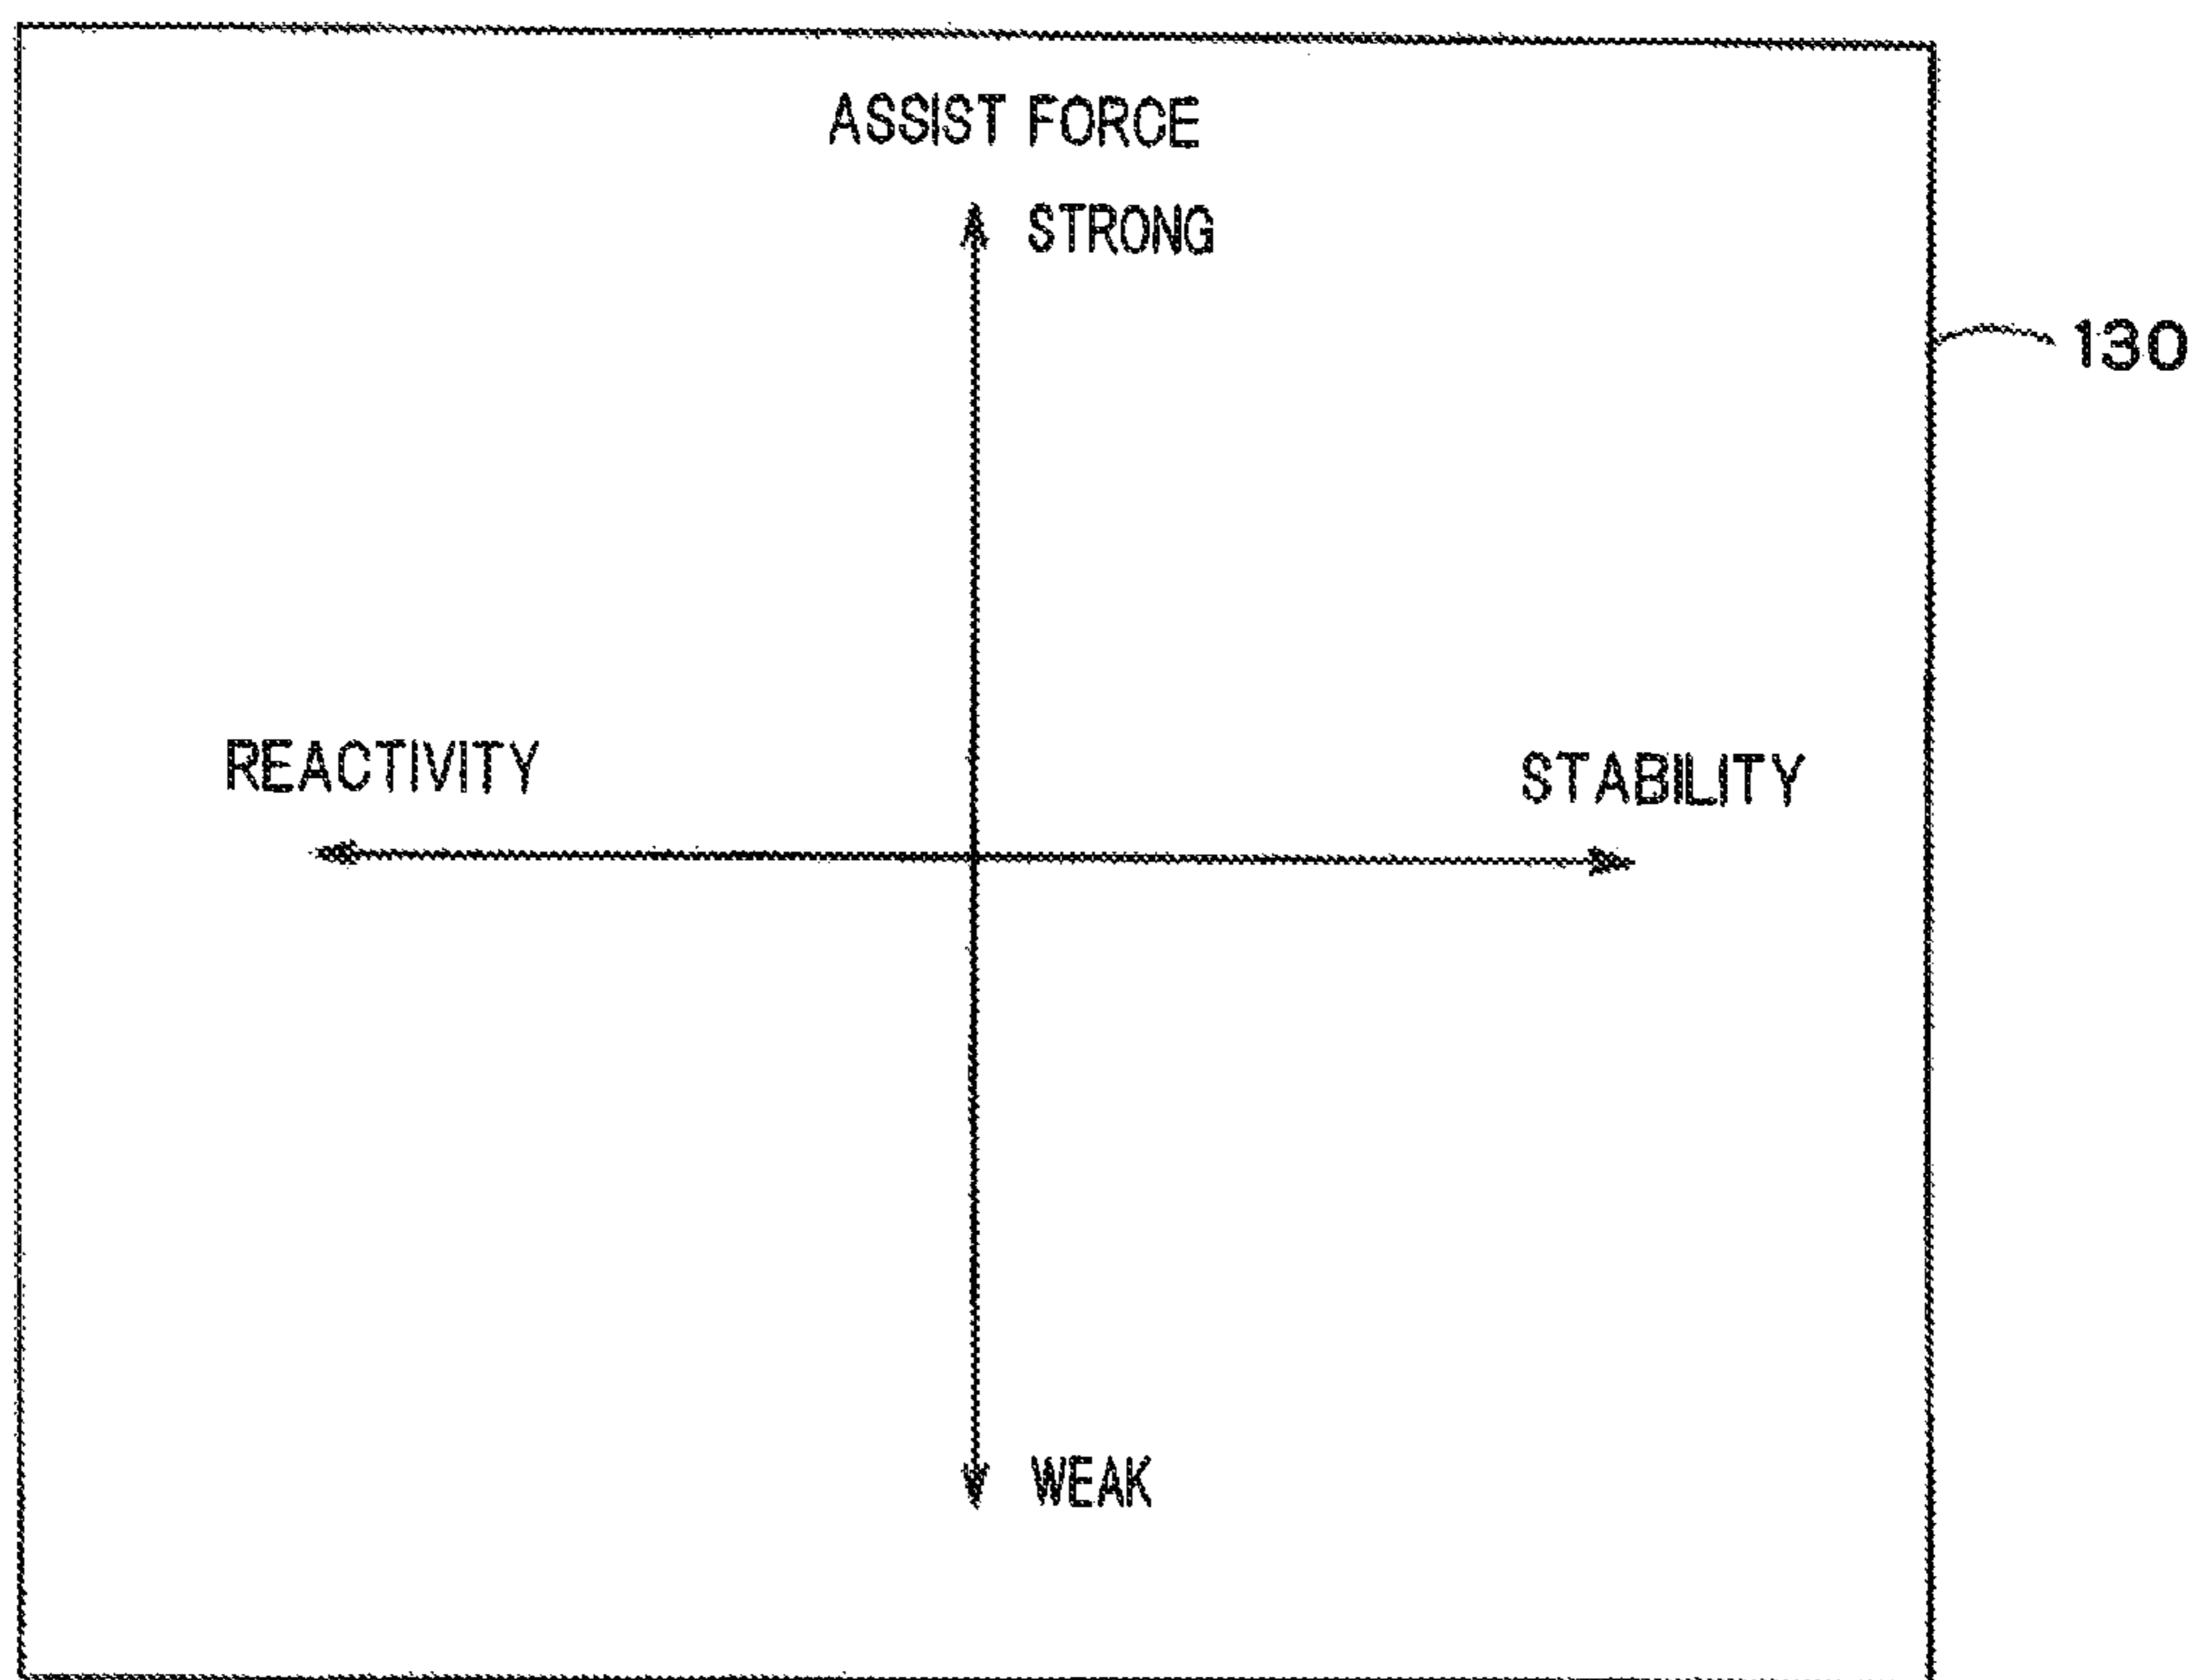 ASSIST FORCE
STRONG
130
REACTIVITY
STABILITY
WEAK